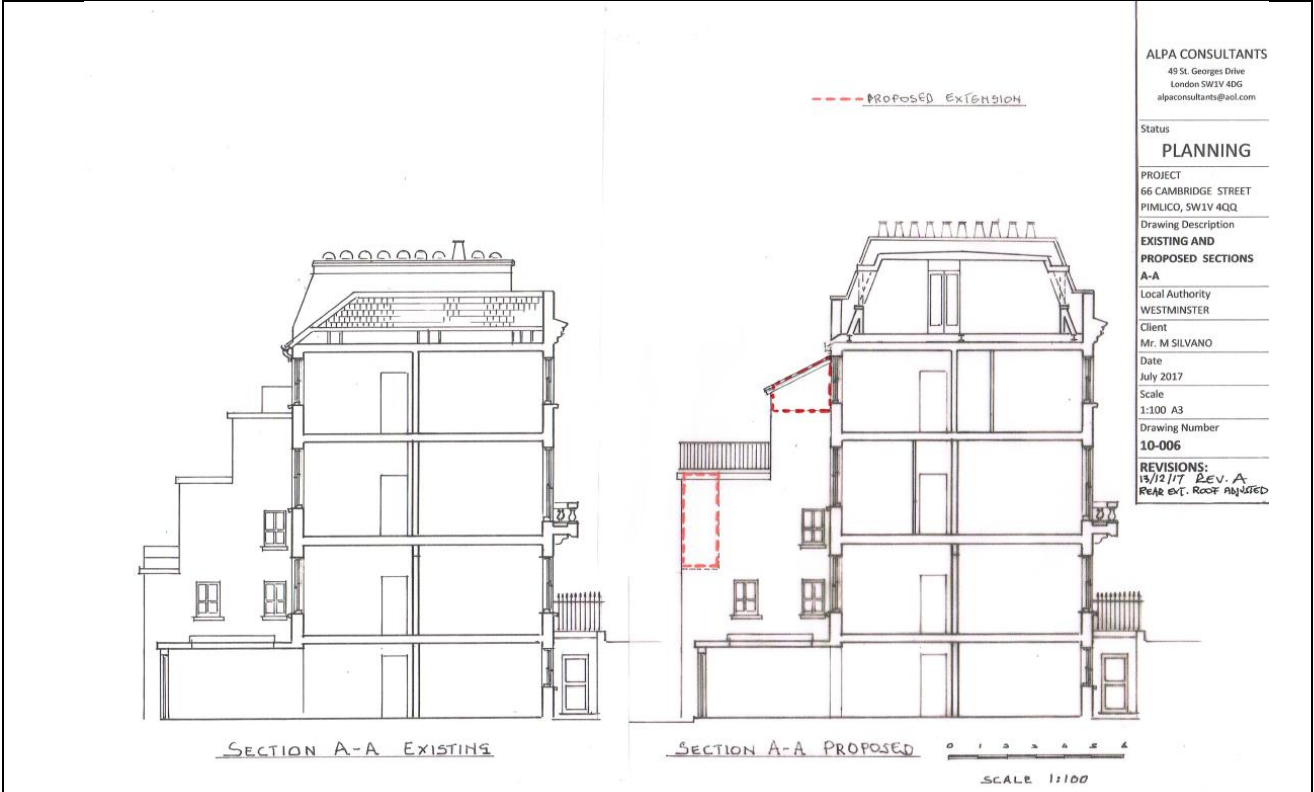 PROPOSED EXTENSION
SECTION A-A EXISTING
SECTION A-A PROPOSED
0 1 2 3 4 5 6
SCALE 1:100
ALPA CONSULTANTS
49 St. Georges Drive
London SW1V 4DG
alpaconsultants@aol.com
Status
PLANNING
PROJECT
66 CAMBRIDGE STREET
PIMLICO, SW1V 4QQ
Drawing Description
EXISTING AND
PROPOSED SECTIONS
A-A
Local Authority
WESTMINSTER
Client
Mr. M SILVANO
Date
July 2017
Scale
1:100 A3
Drawing Number
10-006
REVISIONS:
13/12/17 REV. A
REAR EXT. ROOF ADJUSTED